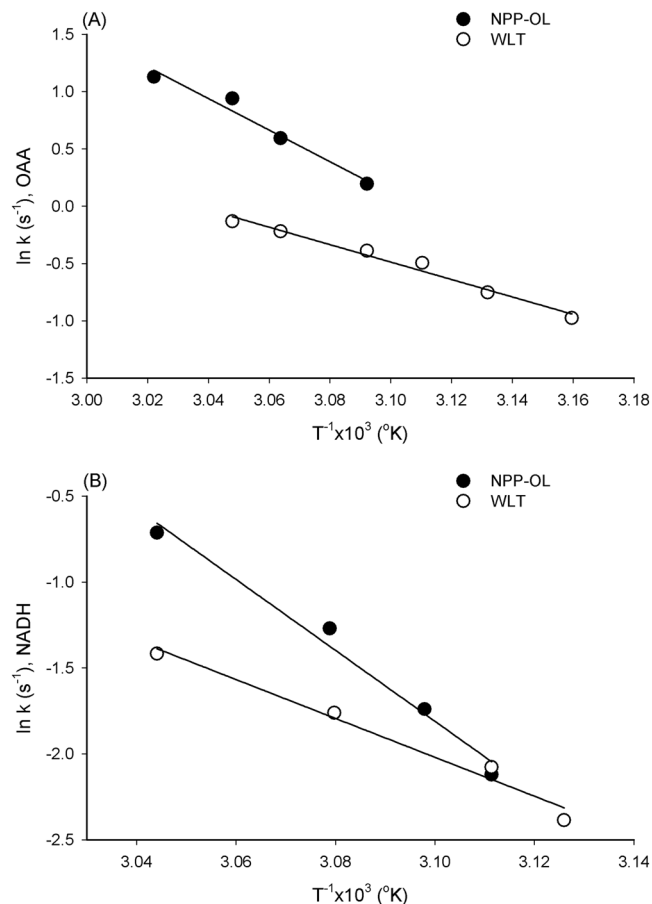 (A)
NPP-OL
WLT
1.5
1.0
0.5
0.0
-0.5
-1.0
-1.5
ln k (s⁻¹), OAA
3.00 3.02 3.04 3.06 3.08 3.10 3.12 3.14 3.16 3.18
T⁻¹x10³ (°K)
(B)
NPP-OL
WLT
-0.5
-1.0
-1.5
-2.0
-2.5
ln k (s⁻¹), NADH
3.04 3.06 3.08 3.10 3.12 3.14
T⁻¹x10³ (°K)